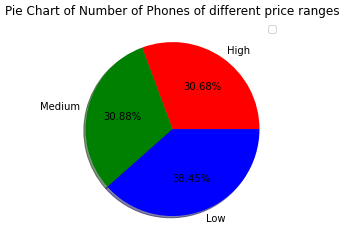 Pie Chart of Number of Phones of different price ranges
High
30.68%
Medium
30.88%
38.45%
Low